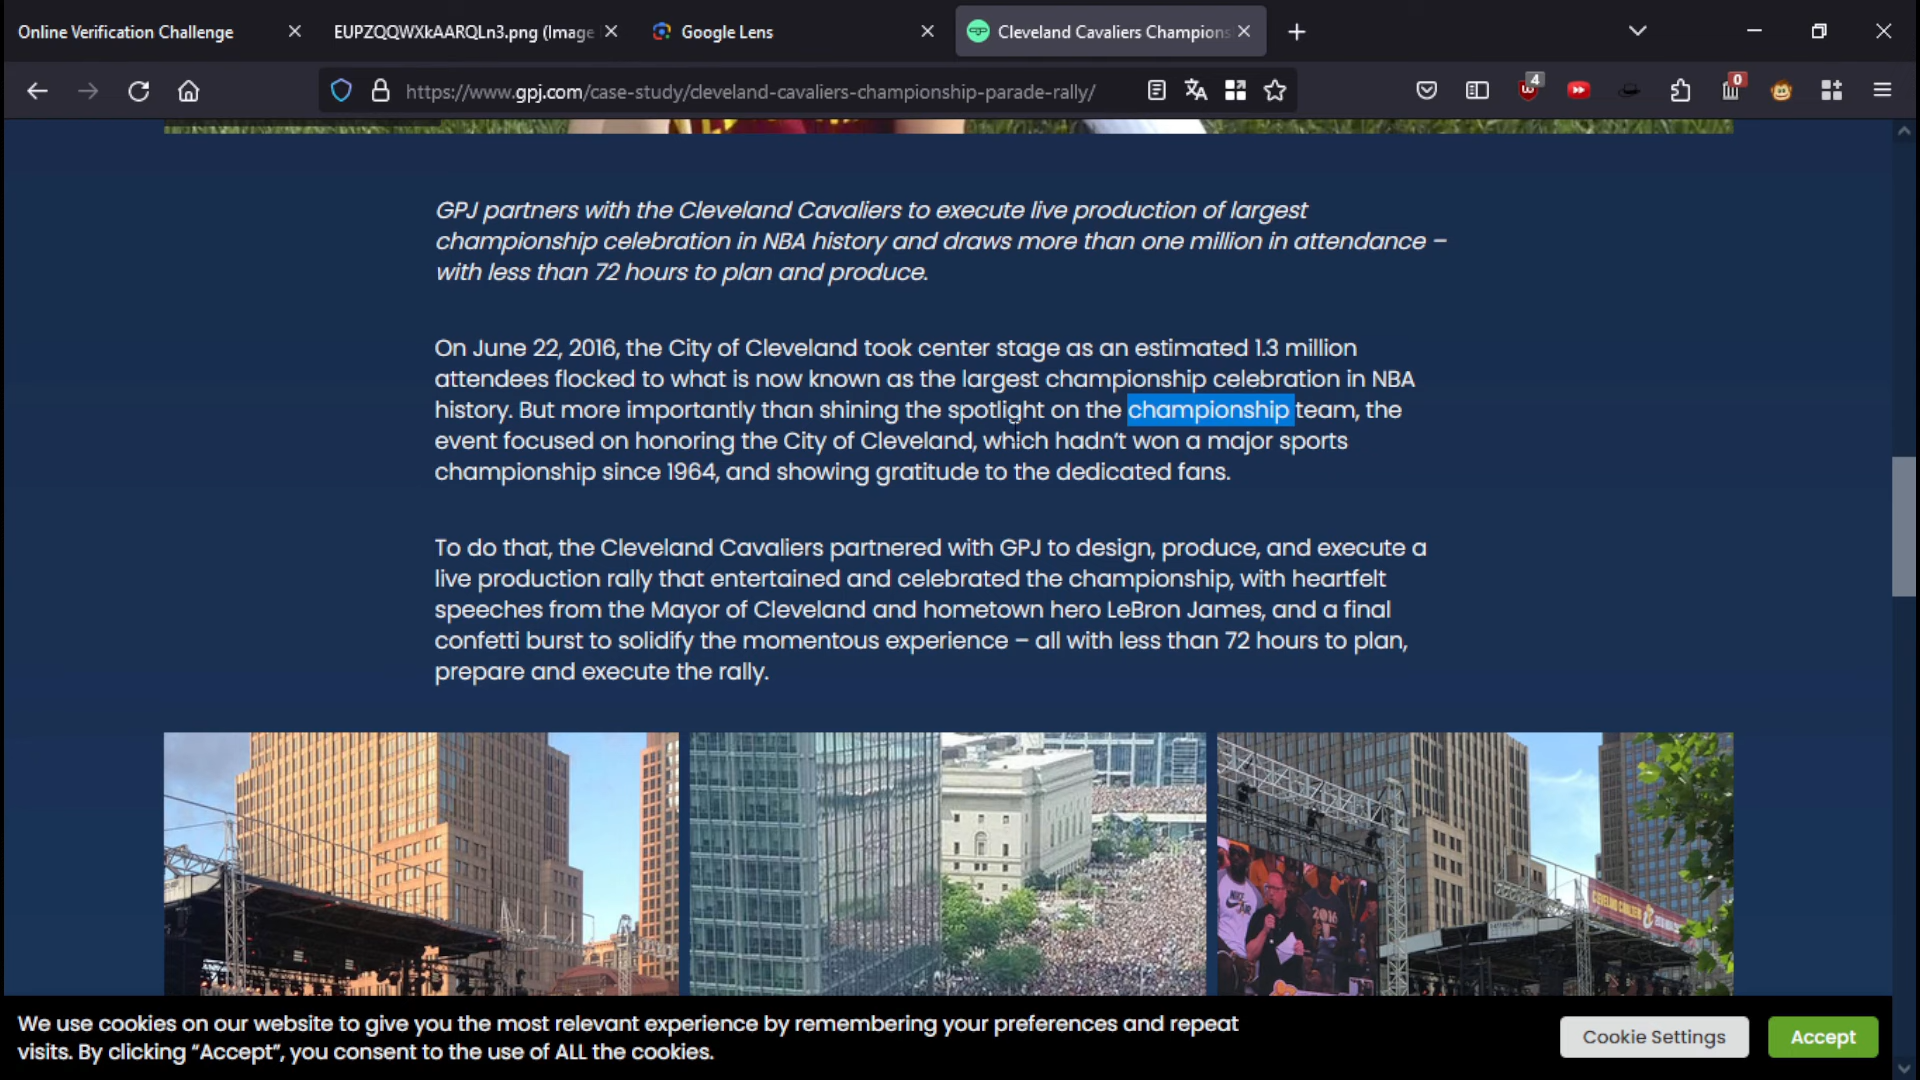 Online Verification Challenge
EUPZQQWXkAARQLn3.png (Image
Google Lens
Cleveland Cavaliers Champions
https://www.gpj.com/case-study/cleveland-cavaliers-championship-parade-rally/
4
0
GPJ partners with the Cleveland Cavaliers to execute live production of largest
championship celebration in NBA history and draws more than one million in attendance –
with less than 72 hours to plan and produce.
On June 22, 2016, the City of Cleveland took center stage as an estimated 1.3 million
attendees flocked to what is now known as the largest championship celebration in NBA
history. But more importantly than shining the spotlight on the championship team, the
event focused on honoring the City of Cleveland, which hadn't won a major sports
championship since 1964, and showing gratitude to the dedicated fans.
To do that, the Cleveland Cavaliers partnered with GPJ to design, produce, and execute a
live production rally that entertained and celebrated the championship, with heartfelt
speeches from the Mayor of Cleveland and hometown hero LeBron James, and a final
confetti burst to solidify the momentous experience – all with less than 72 hours to plan,
prepare and execute the rally.
CLEVELAND CAVALIERS
NIKE
2016
We use cookies on our website to give you the most relevant experience by remembering your preferences and repeat
visits. By clicking “Accept”, you consent to the use of ALL the cookies.
Cookie Settings
Accept